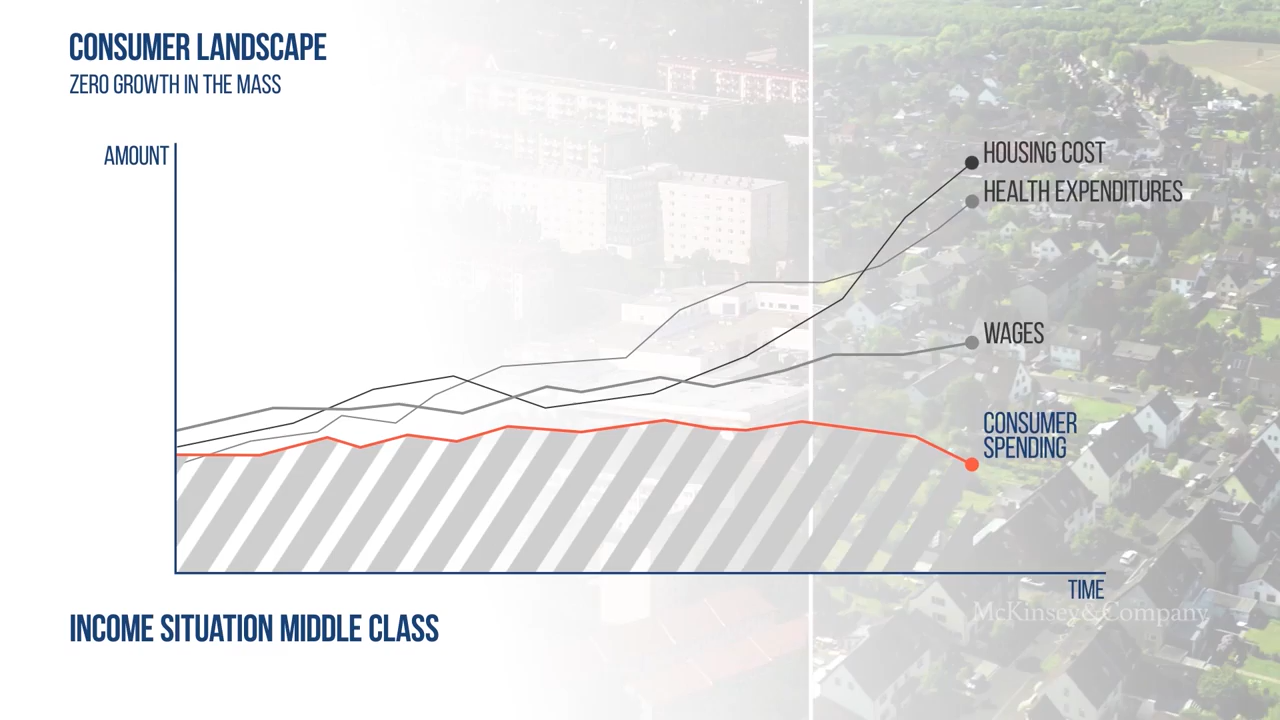 CONSUMER LANDSCAPE
ZERO GROWTH IN THE MASS
AMOUNT
HOUSING COST
HEALTH EXPENDITURES
WAGES
CONSUMER
SPENDING
TIME
McKinsey&Company
INCOME SITUATION MIDDLE CLASS